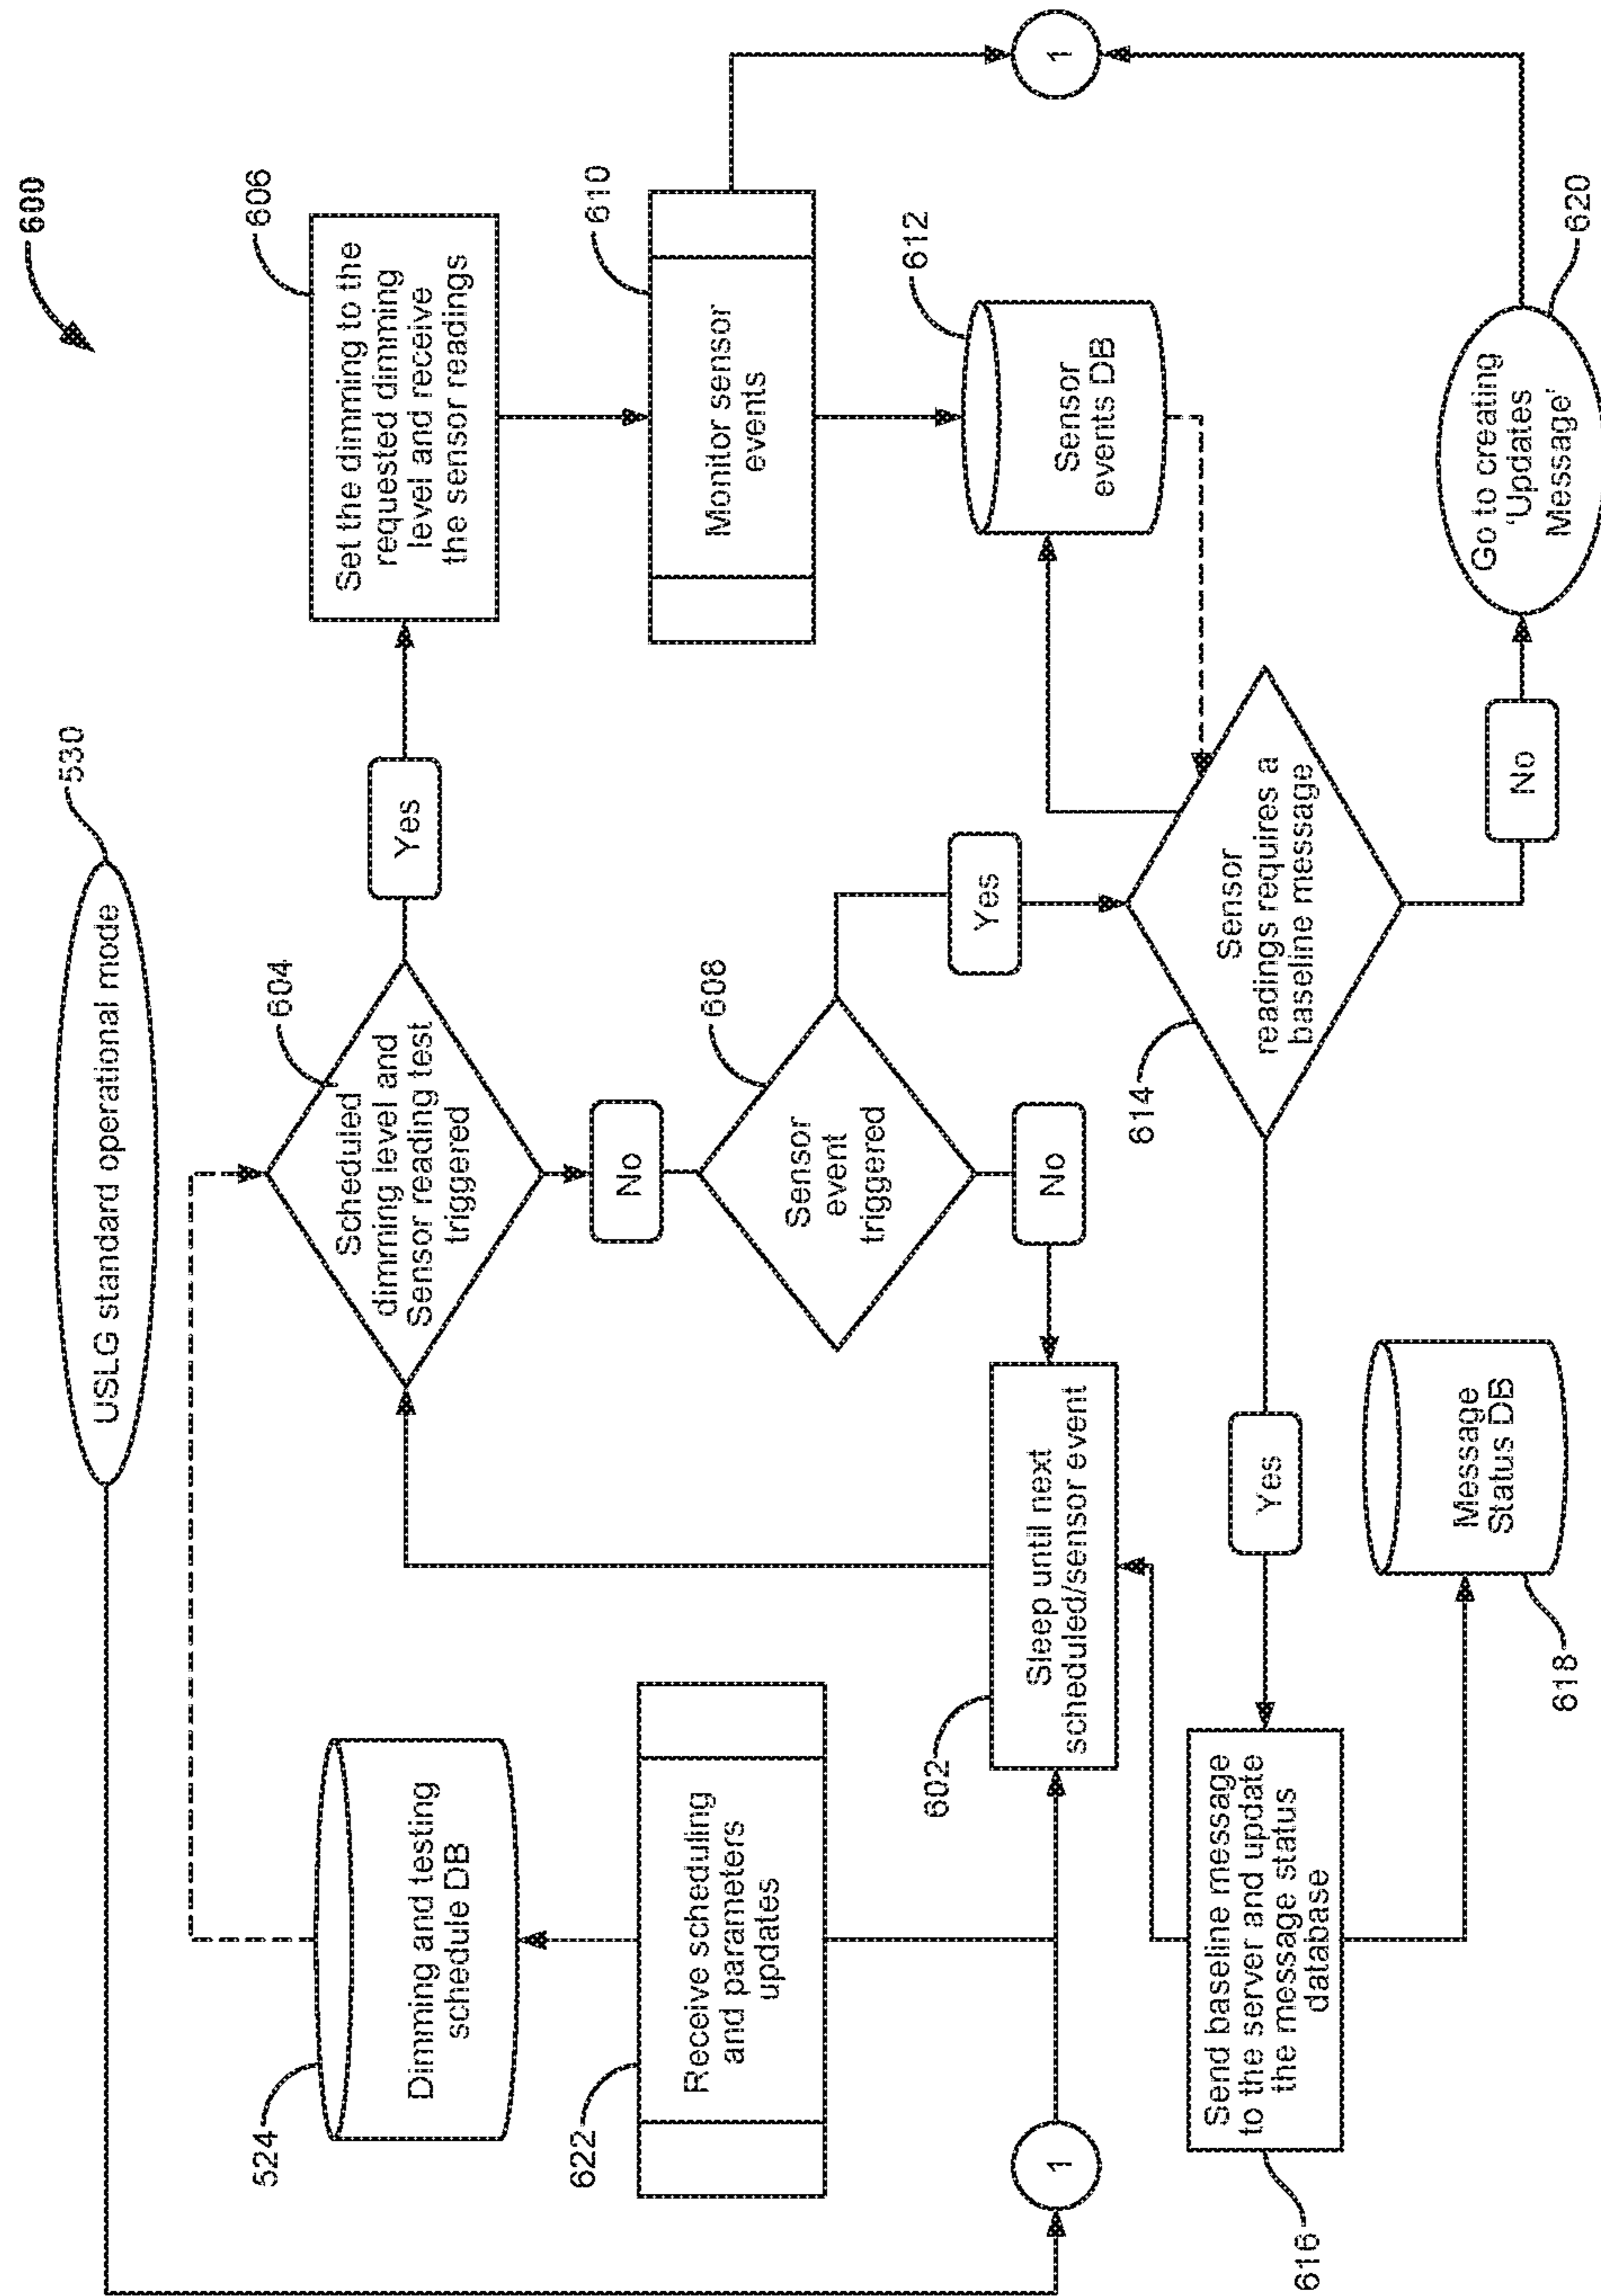 600
USLG standard operational mode
530
524
Dimming and testing
schedule DB
604
Scheduled
dimming level and
Sensor reading test
triggered
Yes
606
Set the dimming to the
requested dimming
level and receive
the sensor readings
622
Receive scheduling
and parameters
updates
No
608
Sensor
event
triggered
610
Monitor sensor
events
602
Sleep until next
scheduled/sensor event
No
Yes
612
Sensor
events DB
1
1
616
Send baseline message
to the server and update
the message status
database
Yes
614
Sensor
readings requires a
baseline message
618
Message
Status DB
No
Go to creating
'Updates
Message'
620